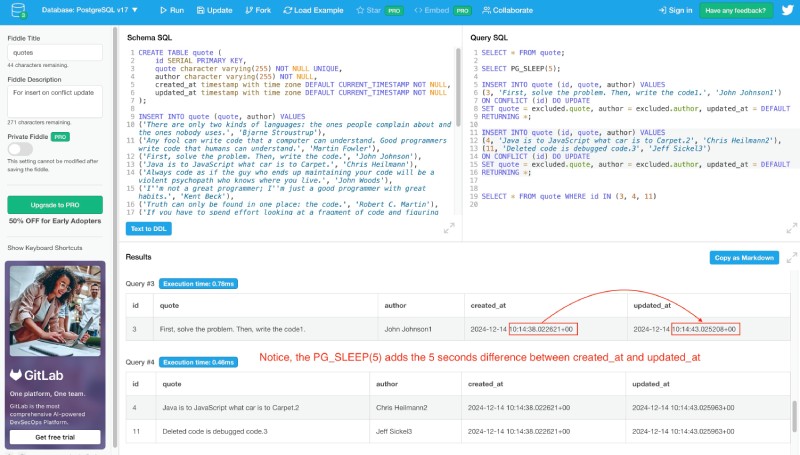 3
Database: PostgreSQL v17 ▼
Run
Update
Fork
Load Example
Star PRO
Embed PRO
Collaborate
Sign in
Have any feedback?
Fiddle Title
quotes
44 characters remaining.
Fiddle Description
For insert on conflict update
271 characters remaining.
Private Fiddle PRO
This setting cannot be modified after
saving the fiddle.
Upgrade to PRO
50% OFF for Early Adopters
Show Keyboard Shortcuts
GitLab
One platform, One team.
GitLab is the most
comprehensive AI-powered
DevSecOps Platform.
Get free trial
Schema SQL
1 CREATE TABLE quote (
2 id SERIAL PRIMARY KEY,
3 quote character varying(255) NOT NULL UNIQUE,
4 author character varying(255) NOT NULL,
5 created_at timestamp with time zone DEFAULT CURRENT_TIMESTAMP NOT NULL,
6 updated_at timestamp with time zone DEFAULT CURRENT_TIMESTAMP NOT NULL
7 );
8
9 INSERT INTO quote (quote, author) VALUES
10 ('There are only two kinds of languages: the ones people complain about and
the ones nobody uses.', 'Bjarne Stroustrup'),
11 ('Any fool can write code that a computer can understand. Good programmers
write code that humans can understand.', 'Martin Fowler'),
12 ('First, solve the problem. Then, write the code.', 'John Johnson'),
13 ('Java is to JavaScript what car is to Carpet.', 'Chris Heilmann'),
14 ('Always code as if the guy who ends up maintaining your code will be a
violent psychopath who knows where you live.', 'John Woods'),
15 ('I''m not a great programmer; I''m just a good programmer with great
habits.', 'Kent Beck'),
16 ('Truth can only be found in one place: the code.', 'Robert C. Martin'),
17 ('If you have to spend effort looking at a fragment of code and figuring
Text to DDL
Query SQL
1 SELECT * FROM quote;
2
3 SELECT PG_SLEEP(5);
4
5 INSERT INTO quote (id, quote, author) VALUES
6 (3, 'First, solve the problem. Then, write the code1.', 'John Johnson1')
7 ON CONFLICT (id) DO UPDATE
8 SET quote = excluded.quote, author = excluded.author, updated_at = DEFAULT
9 RETURNING *;
10
11 INSERT INTO quote (id, quote, author) VALUES
12 (4, 'Java is to JavaScript what car is to Carpet.2', 'Chris Heilmann2'),
13 (11, 'Deleted code is debugged code.3', 'Jeff Sickel3')
14 ON CONFLICT (id) DO UPDATE
15 SET quote = excluded.quote, author = excluded.author, updated_at = DEFAULT
16 RETURNING *;
17
18
19 SELECT * FROM quote WHERE id IN (3, 4, 11)
20
Results
Copy as Markdown
Query #3 Execution time: 0.78ms
id quote author created_at updated_at
3 First, solve the problem. Then, write the code1. John Johnson1 2024-12-14 10:14:38.022621+00 2024-12-14 10:14:43.025208+00
Notice, the PG_SLEEP(5) adds the 5 seconds difference between created_at and updated_at
Query #4 Execution time: 0.46ms
id quote author created_at updated_at
4 Java is to JavaScript what car is to Carpet.2 Chris Heilmann2 2024-12-14 10:14:38.022621+00 2024-12-14 10:14:43.025963+00
11 Deleted code is debugged code.3 Jeff Sickel3 2024-12-14 10:14:38.022621+00 2024-12-14 10:14:43.025963+00